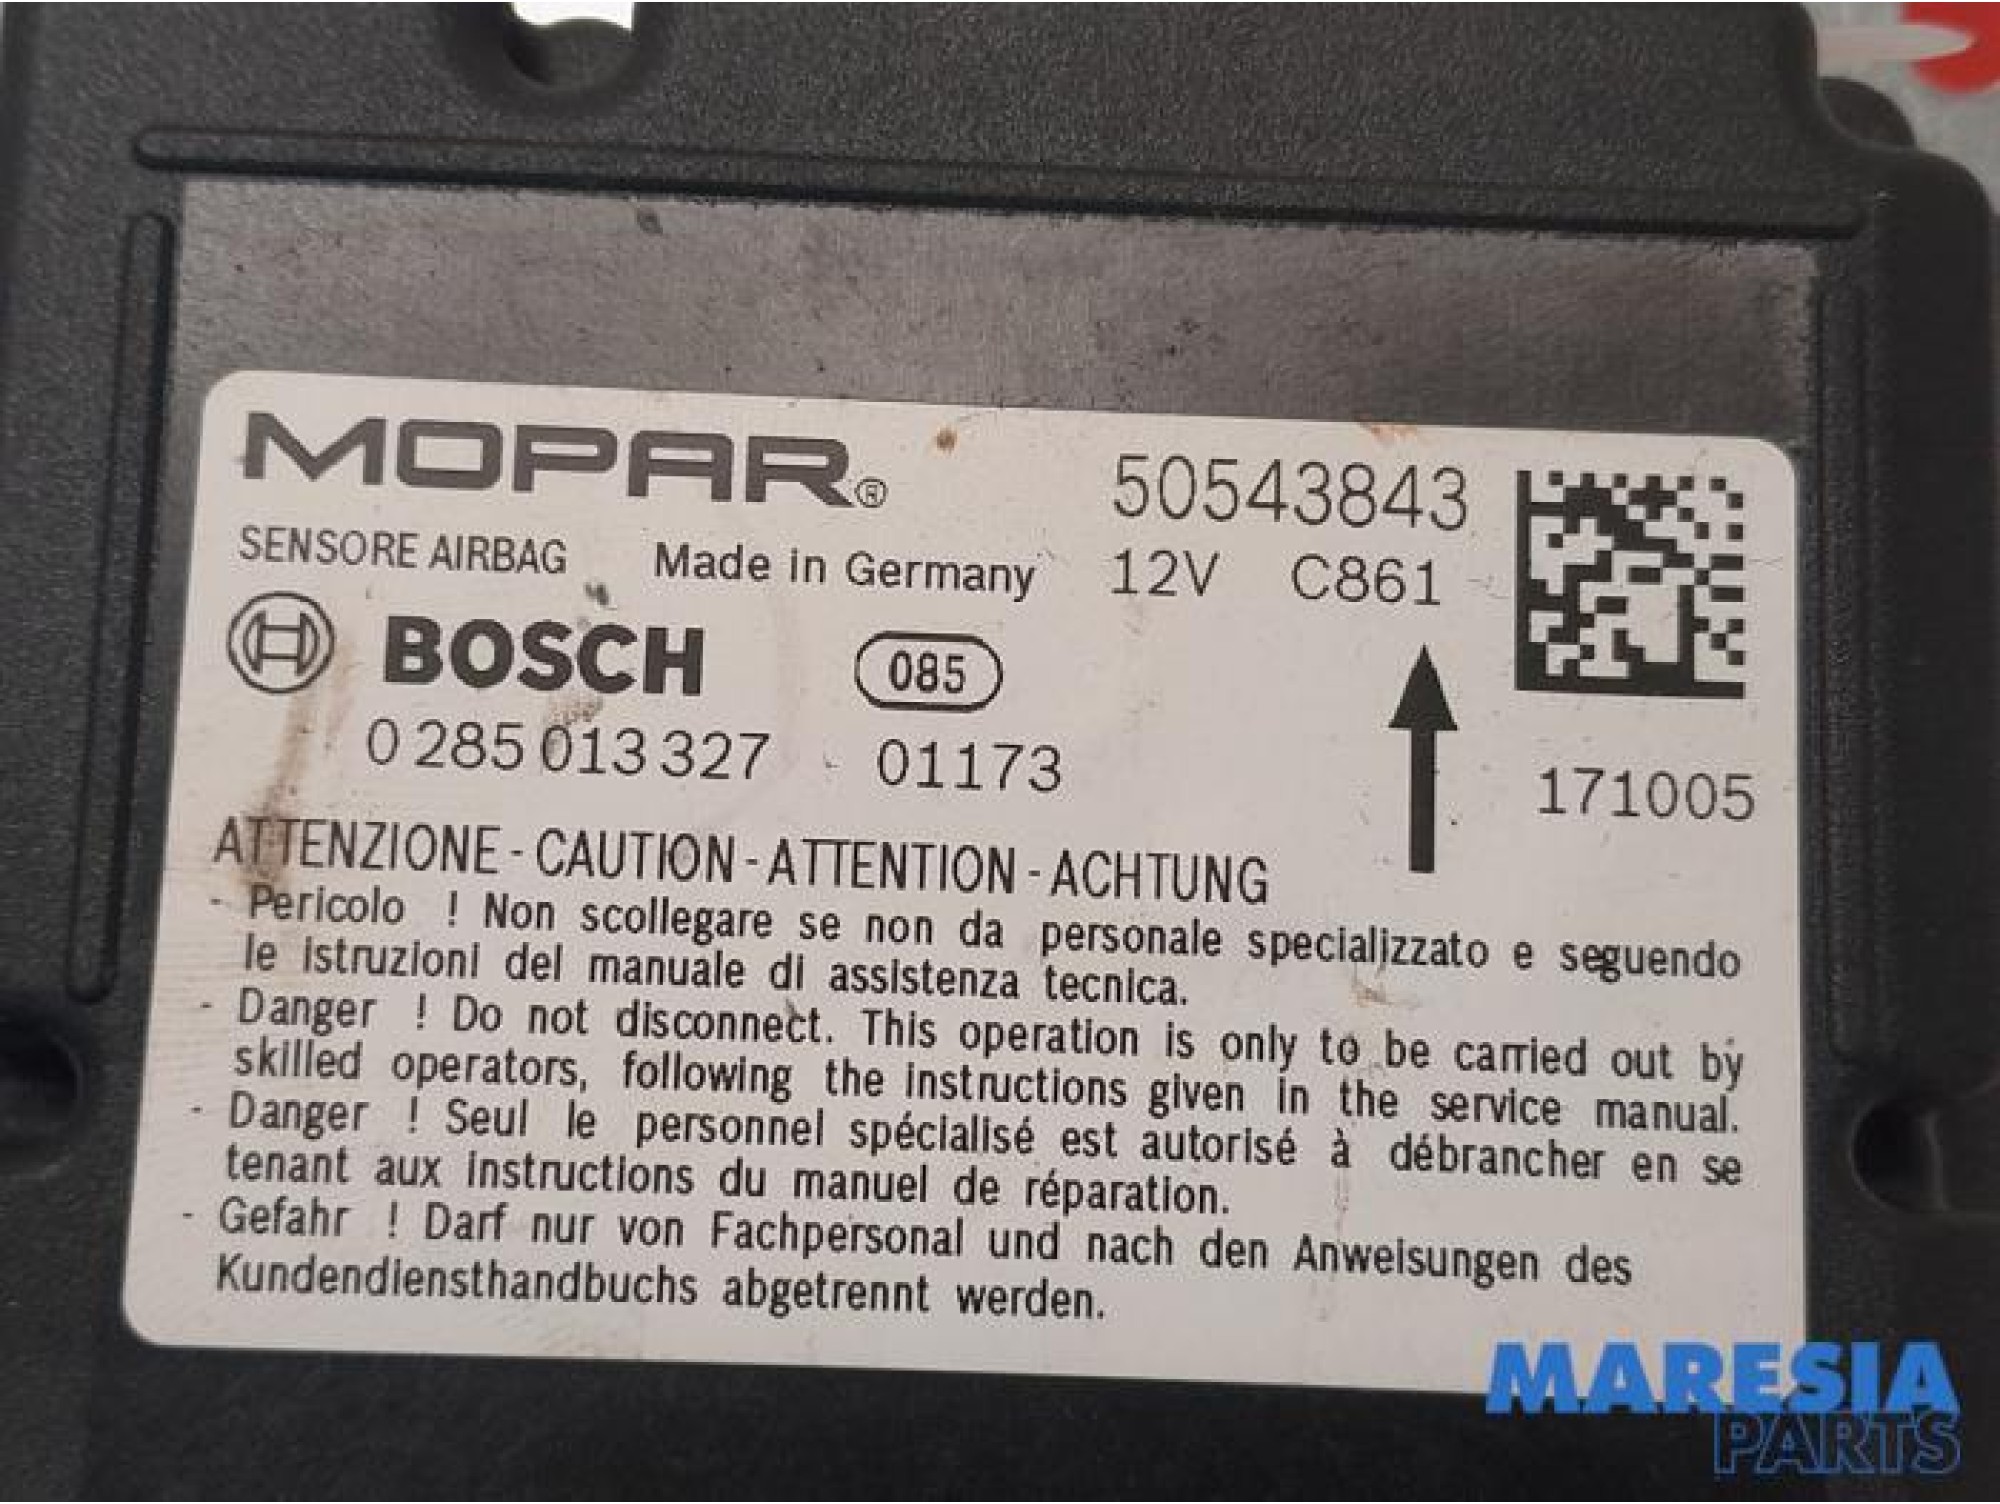 MOPAR®
50543843
SENSORE AIRBAG Made in Germany 12V C861
BOSCH 085
0 285 013 327 01173
171005
ATTENZIONE - CAUTION - ATTENTION - ACHTUNG
- Pericolo ! Non scollegare se non da personale specializzato e seguendo
le istruzioni del manuale di assistenza tecnica.
- Danger ! Do not disconnect. This operation is only to be carried out by
skilled operators, following the instructions given in the service manual.
- Danger ! Seul le personnel spécialisé est autorisé à débrancher en se
tenant aux instructions du manuel de réparation.
- Gefahr ! Darf nur von Fachpersonal und nach den Anweisungen des
Kundendiensthandbuchs abgetrennt werden.
MARESIA
PARTS